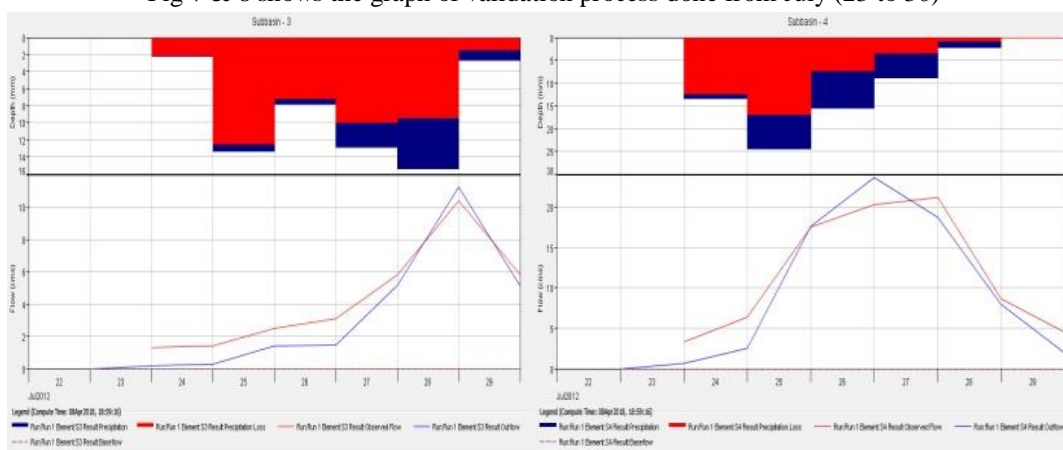 Fig 7 & 8 shows the graph of validation process done from July (23 to 30)
Subbasin - 3
0
2
4
6
8
10
12
14
16
Depth (mm)
10
8
6
4
2
0
Flow (cms)
22 23 24 25 26 27 28 29
Jul2012
Legend (Compute Time: 08Apr2018, 18:59:16)
Run:Run 1 Element:S3 Result:Precipitation
Run:Run 1 Element:S3 Result:Precipitation Loss
Run:Run 1 Element:S3 Result:Observed Flow
Run:Run 1 Element:S3 Result:Outflow
Run:Run 1 Element:S3 Result:Baseflow
Subbasin - 4
0
5
10
15
20
25
30
Depth (mm)
20
15
10
5
0
Flow (cms)
22 23 24 25 26 27 28 29
Jul2012
Legend (Compute Time: 08Apr2018, 18:59:16)
Run:Run 1 Element:S4 Result:Precipitation
Run:Run 1 Element:S4 Result:Precipitation Loss
Run:Run 1 Element:S4 Result:Observed Flow
Run:Run 1 Element:S4 Result:Outflow
Run:Run 1 Element:S4 Result:Baseflow